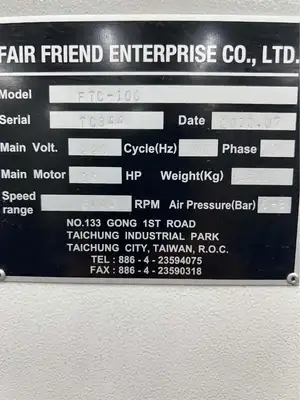 FAIR FRIEND ENTERPRISE CO., LTD.
Model FTC-100
Serial Date
Main Volt. Cycle(Hz) Phase
Main Motor HP Weight(Kg)
Speed range RPM Air Pressure(Bar)
NO.133 GONG 1ST ROAD
TAICHUNG INDUSTRIAL PARK
TAICHUNG CITY, TAIWAN, R.O.C.
TEL : 886 - 4 - 23594075
FAX : 886 - 4 - 23590318